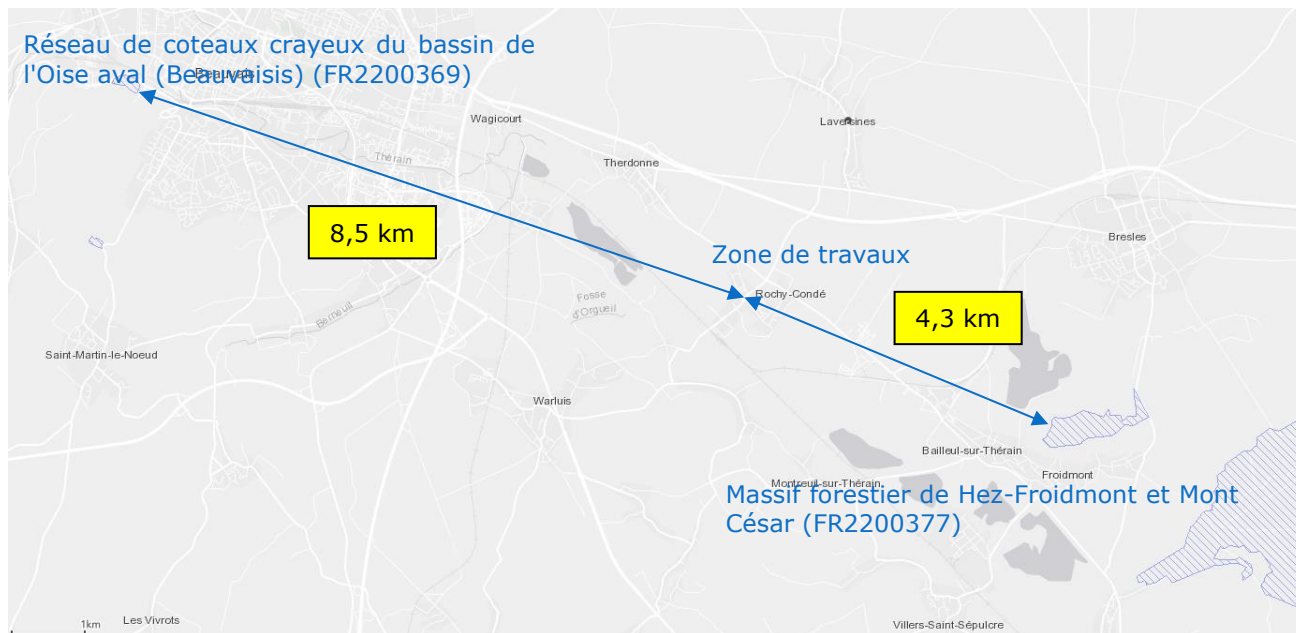 Réseau de coteaux crayeux du bassin de
l'Oise aval (Beauvaisis) (FR2200369)
Beauvais
Wagicourt
Laversines
Thérain
Therdonne
8,5 km
Bresles
Zone de travaux
Rochy-Condé
Fosse
d'Orgueil
4,3 km
Berneuil
Saint-Martin-le-Noeud
Warluis
Bailleul-sur-Thérain
Froidmont
Montreuil-sur-Thérain
Massif forestier de Hez-Froidmont et Mont
César (FR2200377)
1km
Les Vivrots
Villers-Saint-Sépulcre